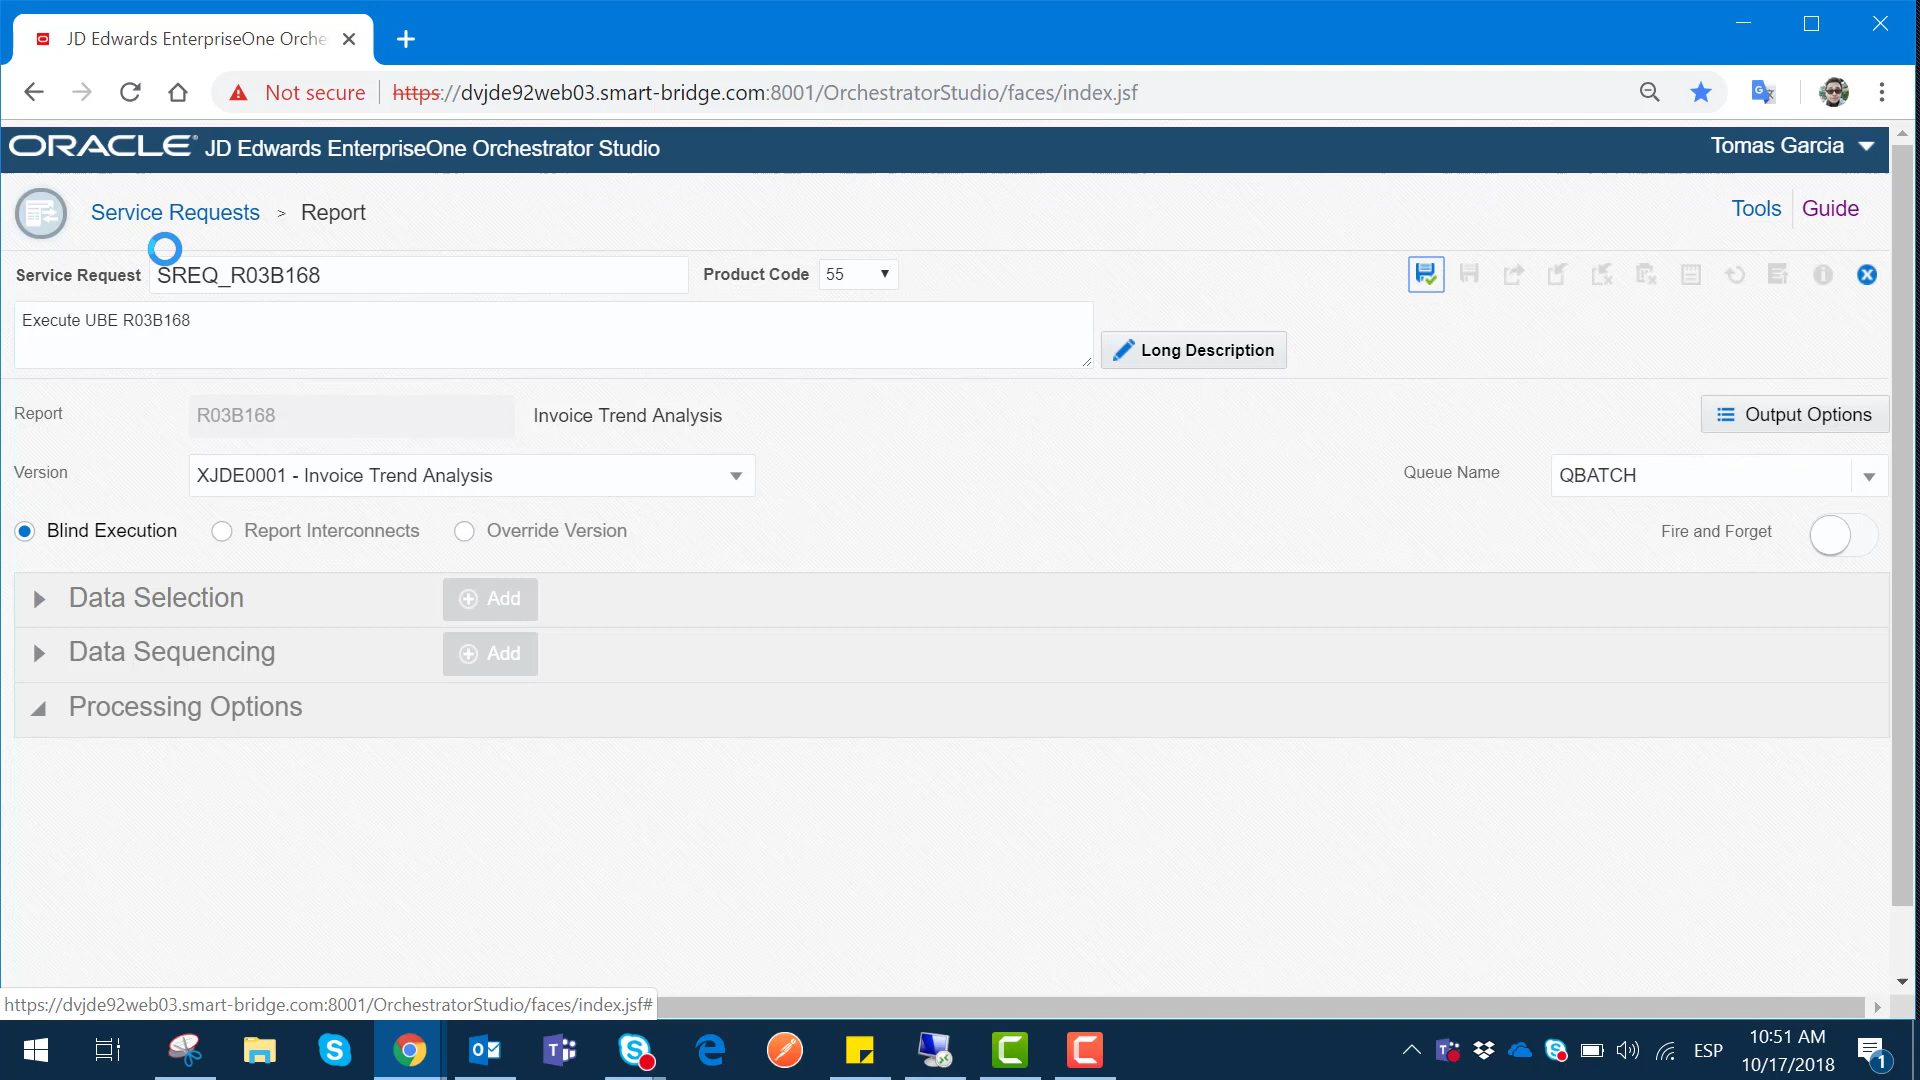 JD Edwards EnterpriseOne Orche
Not secure
https://dvjde92web03.smart-bridge.com:8001/OrchestratorStudio/faces/index.jsf
ORACLE® JD Edwards EnterpriseOne Orchestrator Studio
Tomas Garcia
Service Requests > Report
Tools
Guide
Service Request
SREQ_R03B168
Product Code
55
Execute UBE R03B168
Long Description
Report
R03B168
Invoice Trend Analysis
Output Options
Version
XJDE0001 - Invoice Trend Analysis
Queue Name
QBATCH
Blind Execution
Report Interconnects
Override Version
Fire and Forget
Data Selection
Add
Data Sequencing
Add
Processing Options
https://dvjde92web03.smart-bridge.com:8001/OrchestratorStudio/faces/index.jsf#
ESP
10:51 AM
10/17/2018
1